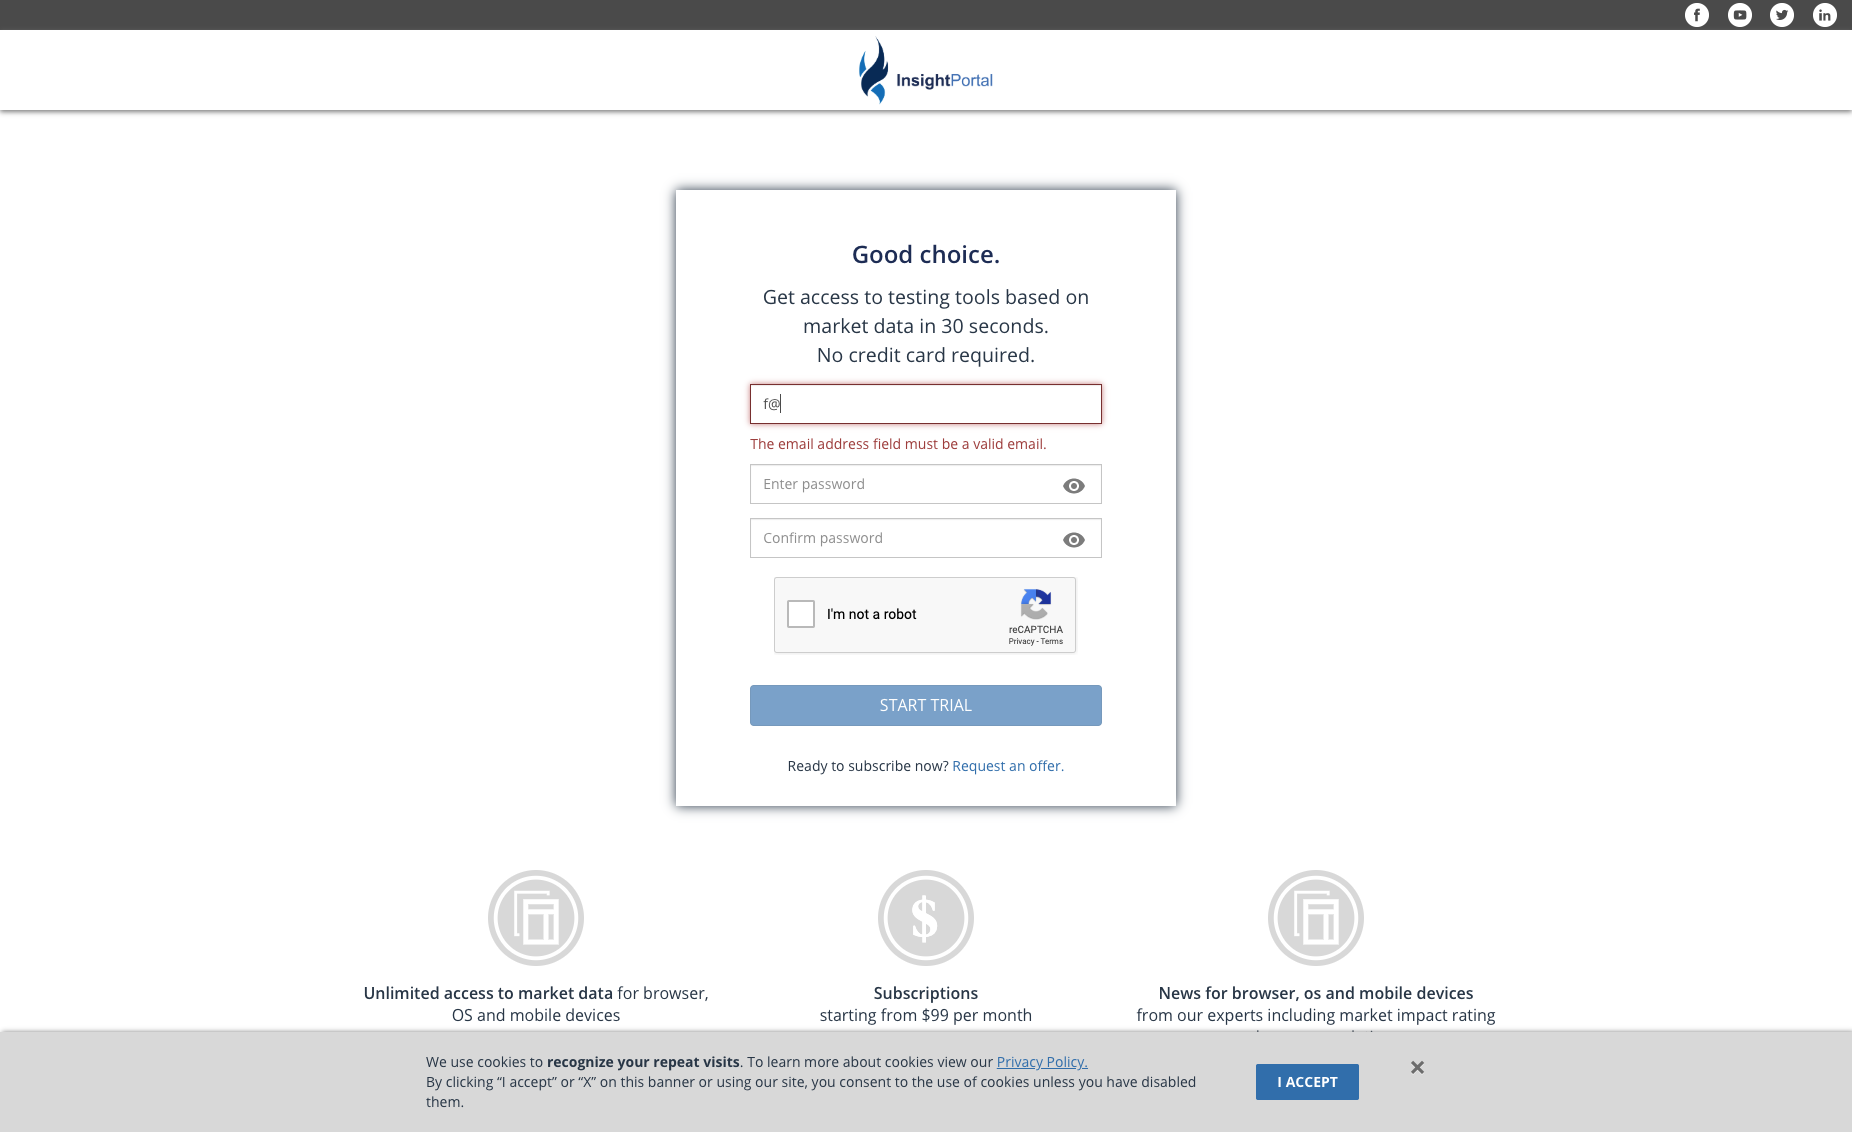 InsightPortal
Good choice.
Get access to testing tools based on
market data in 30 seconds.
No credit card required.
f@
The email address field must be a valid email.
Enter password
Confirm password
I'm not a robot
reCAPTCHA
Privacy - Terms
START TRIAL
Ready to subscribe now? Request an offer.
$
Unlimited access to market data for browser,
OS and mobile devices
Subscriptions
starting from $99 per month
News for browser, os and mobile devices
from our experts including market impact rating
We use cookies to recognize your repeat visits. To learn more about cookies view our Privacy Policy.
By clicking “I accept” or “X” on this banner or using our site, you consent to the use of cookies unless you have disabled
them.
I ACCEPT